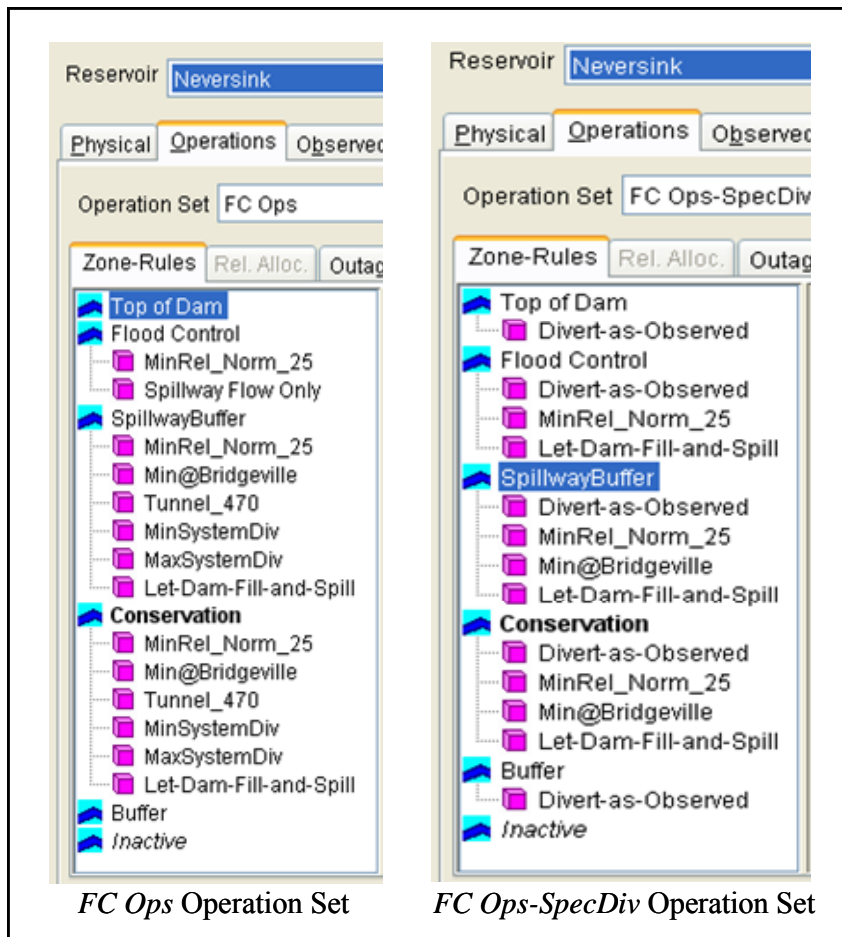 Reservoir Neversink
Physical Operations Observed
Operation Set FC Ops
Zone-Rules Rel. Alloc. Outag
Top of Dam
Flood Control
MinRel_Norm_25
Spillway Flow Only
SpillwayBuffer
MinRel_Norm_25
Min@Bridgeville
Tunnel_470
MinSystemDiv
MaxSystemDiv
Let-Dam-Fill-and-Spill
Conservation
MinRel_Norm_25
Min@Bridgeville
Tunnel_470
MinSystemDiv
MaxSystemDiv
Let-Dam-Fill-and-Spill
Buffer
Inactive
FC Ops Operation Set
Reservoir Neversink
Physical Operations Observed
Operation Set FC Ops-SpecDiv
Zone-Rules Rel. Alloc. Outag
Top of Dam
Divert-as-Observed
Flood Control
Divert-as-Observed
MinRel_Norm_25
Let-Dam-Fill-and-Spill
SpillwayBuffer
Divert-as-Observed
MinRel_Norm_25
Min@Bridgeville
Let-Dam-Fill-and-Spill
Conservation
Divert-as-Observed
MinRel_Norm_25
Min@Bridgeville
Let-Dam-Fill-and-Spill
Buffer
Divert-as-Observed
Inactive
FC Ops-SpecDiv Operation Set